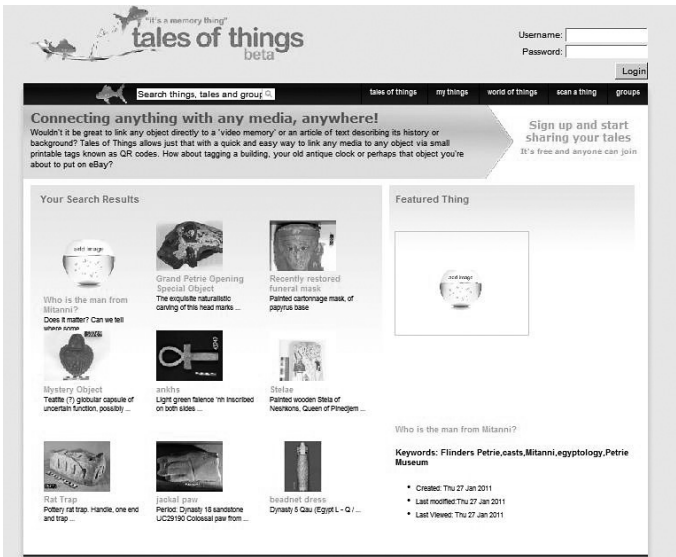 "it's a memory thing"
tales of things
beta
Username:
Password:
Login
Search things, tales and group
tales of things
my things
world of things
scan a thing
groups
Connecting anything with any media, anywhere!
Wouldn't it be great to link any object directly to a 'video memory' or an article of text describing its history or
background? Tales of Things allows just that with a quick and easy way to link any media to any object via small
printable tags known as QR codes. How about tagging a building, your old antique clock or perhaps that object you're
about to put on eBay?
Sign up and start
sharing your tales
It's free and anyone can join
Your Search Results
add image
Who is the man from
Mitanni?
Does it matter? Can we tell
where some
Grand Petrie Opening
Special Object
The exquisite naturalistic
carving of this head marks ...
Recently restored
funeral mask
Painted cartonnage mask, of
papyrus base
Mystery Object
Teatite (?) globular capsule of
uncertain function, possibly ...
ankhs
Light green faience 'nh inscribed
on both sides ...
Stelae
Painted wooden Stela of
Neskons, Queen of Pinedjem ...
Rat Trap
Pottery rat trap. Handle, one end
and trap ...
jackal paw
Period: Dynasty 18 sandstone
UC29190 Colossal paw from ...
beadnet dress
Dynasty 5 Qau (Egypt L - Q / ...
Featured Thing
add image
Who is the man from Mitanni?
Keywords: Flinders Petrie,casts,Mitanni,egyptology,Petrie
Museum
• Created: Thu 27 Jan 2011
• Last modified:Thu 27 Jan 2011
• Last Viewed: Thu 27 Jan 2011